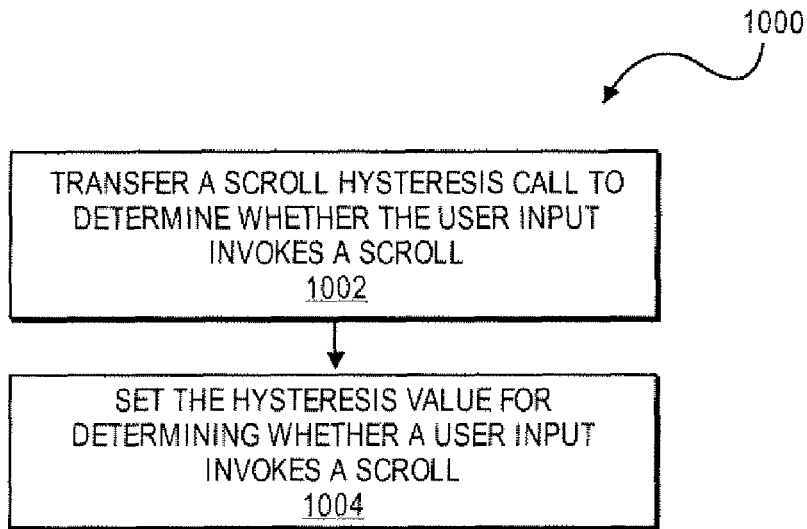 1000
TRANSFER A SCROLL HYSTERESIS CALL TO
DETERMINE WHETHER THE USER INPUT
INVOKES A SCROLL
1002
SET THE HYSTERESIS VALUE FOR
DETERMINING WHETHER A USER INPUT
INVOKES A SCROLL
1004